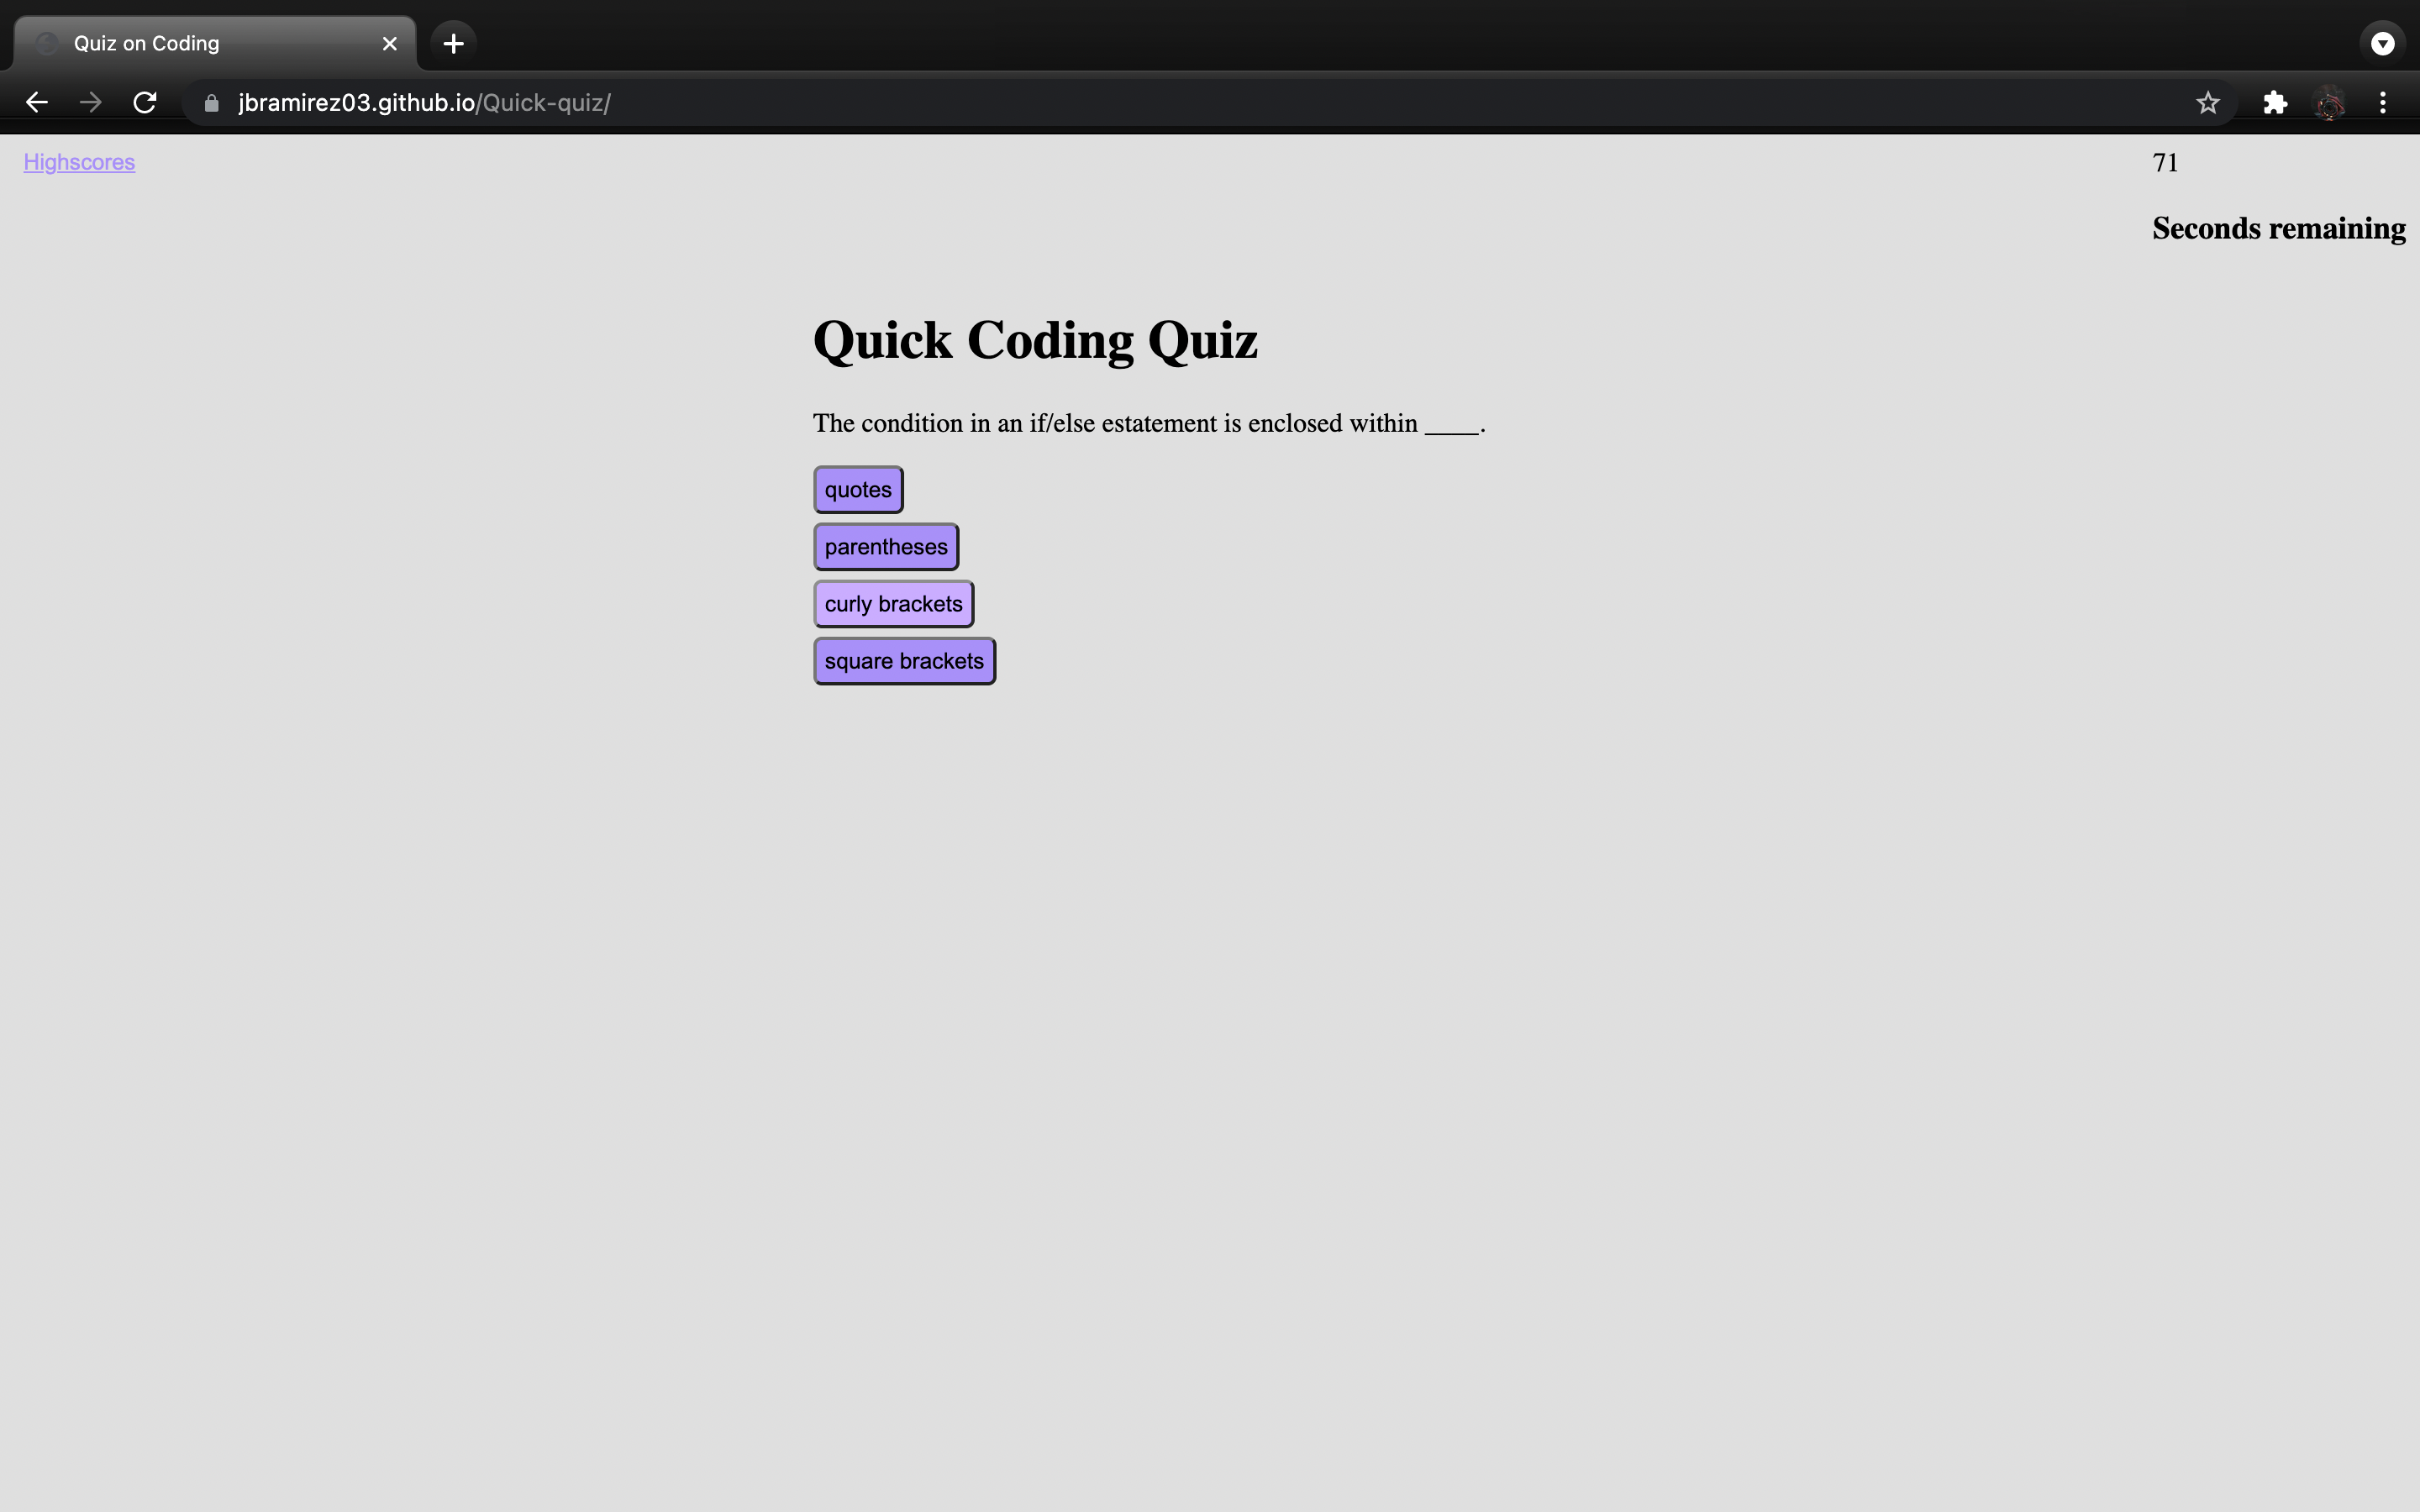 Quiz on Coding
jbramirez03.github.io/Quick-quiz/
Highscores
71
Seconds remaining
Quick Coding Quiz
The condition in an if/else estatement is enclosed within ____.
quotes
parentheses
curly brackets
square brackets